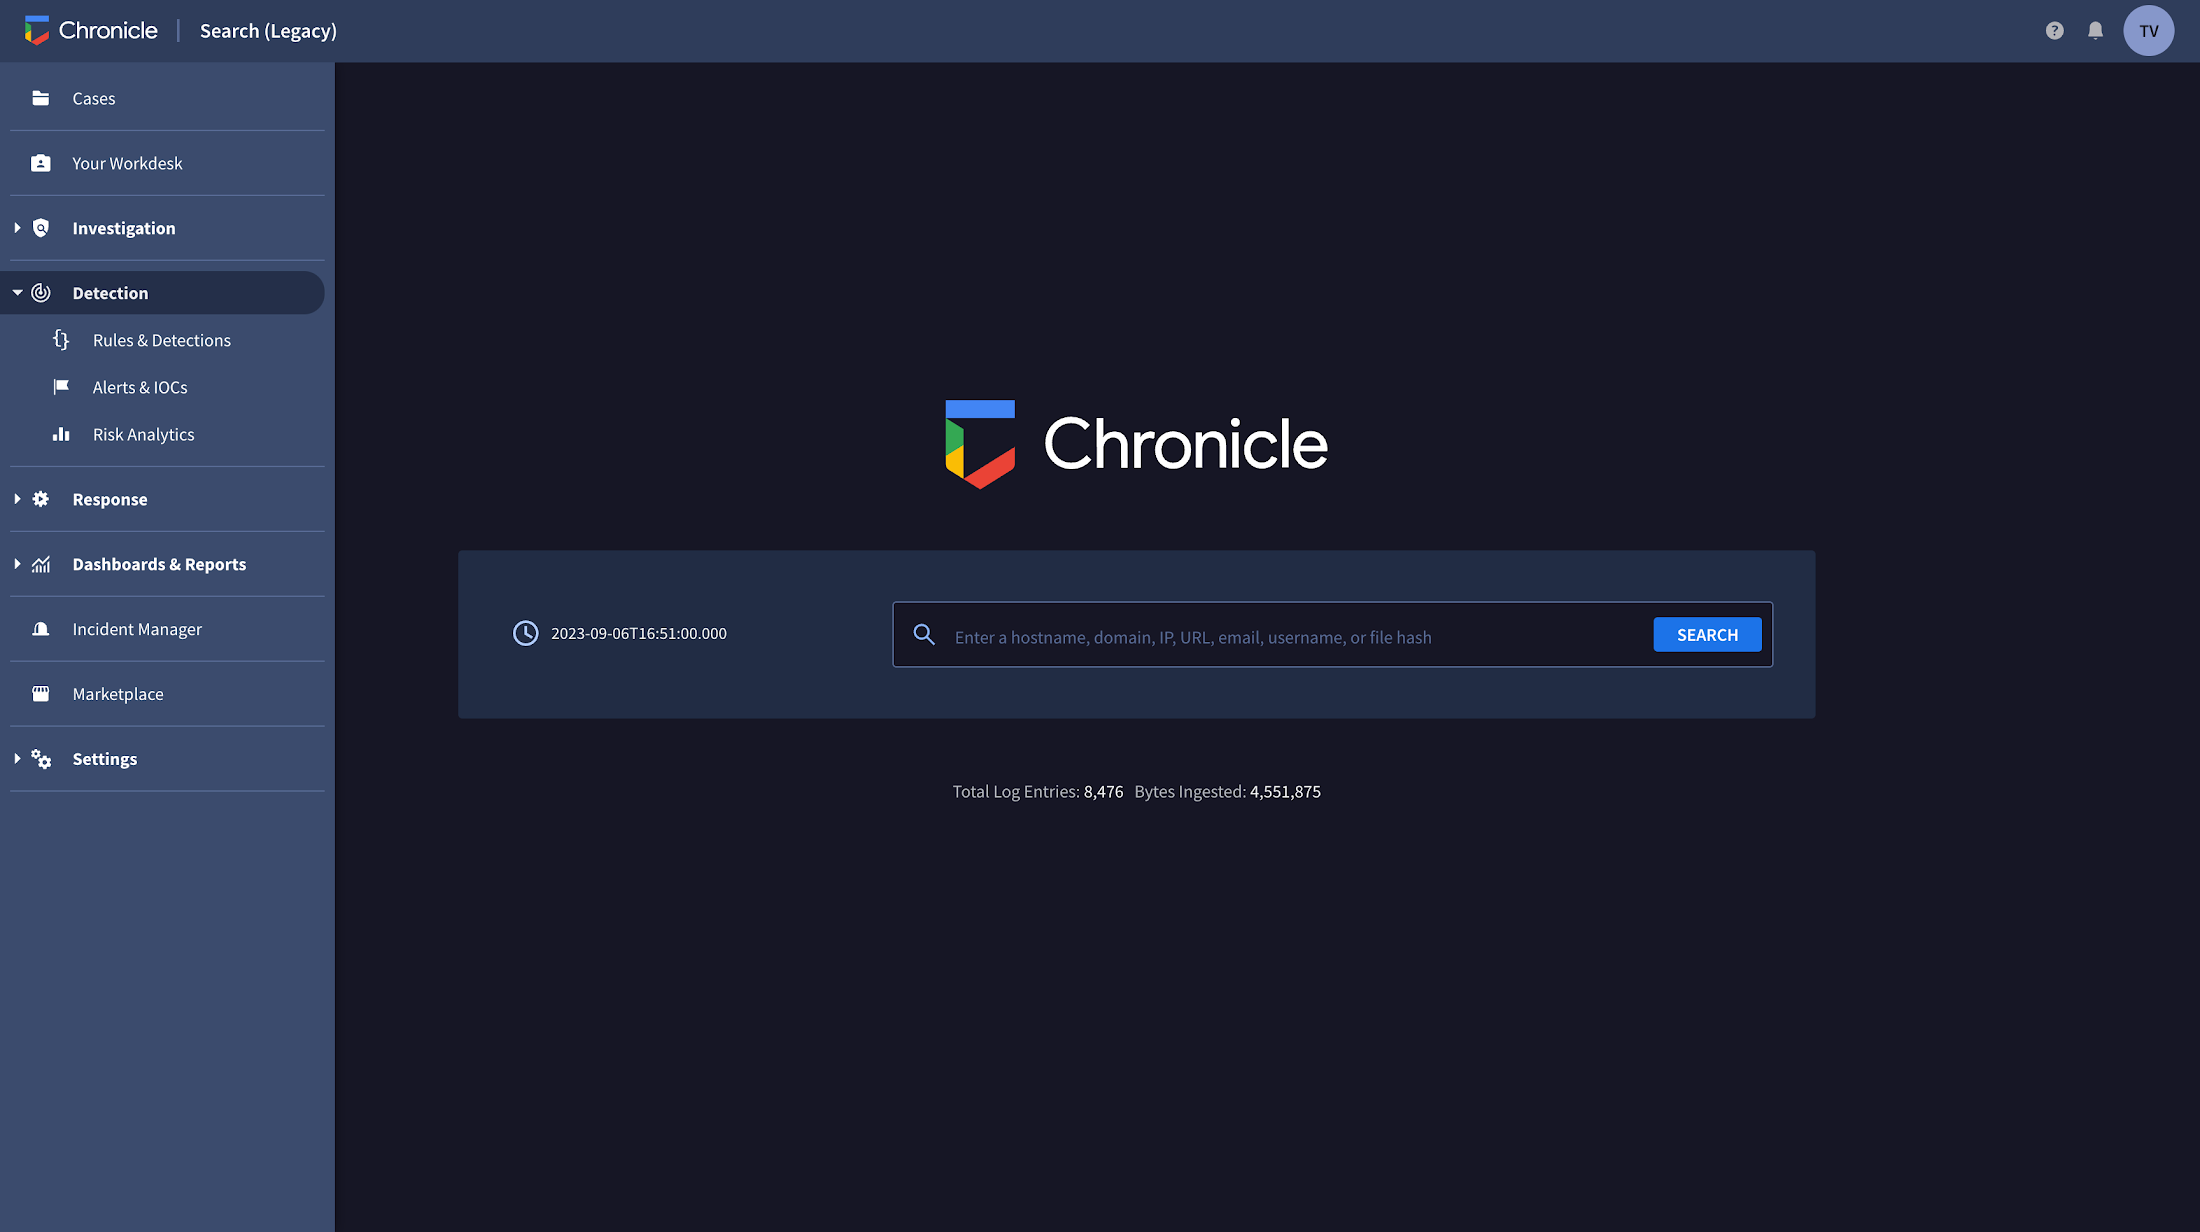 Chronicle
Search (Legacy)
?
TV
Cases
Your Workdesk
Investigation
Detection
Rules & Detections
Alerts & IOCs
Risk Analytics
Response
Dashboards & Reports
Incident Manager
Marketplace
Settings
Chronicle
2023-09-06T16:51:00.000
Enter a hostname, domain, IP, URL, email, username, or file hash
SEARCH
Total Log Entries: 8,476 Bytes Ingested: 4,551,875